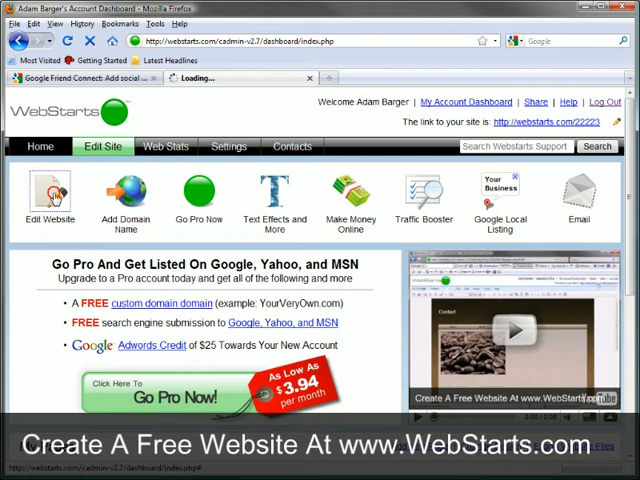 Adam Barger's Account Dashboard - Mozilla Firefox
File Edit View History Bookmarks Tools Help
http://webstarts.com/cadmin-v2.7/dashboard/index.php
Google
Most Visited Getting Started Latest Headlines
Google Friend Connect: Add social ... Loading...
WebStarts
Welcome Adam Barger | My Account Dashboard | Share | Help | Log Out
The link to your site is: http://webstarts.com/22223
Home Edit Site Web Stats Settings Contacts Search Webstarts Support Search
Your Business
Edit Website Add Domain Name Go Pro Now Text Effects and More Make Money Online Traffic Booster Google Local Listing Email
Go Pro And Get Listed On Google, Yahoo, and MSN
Upgrade to a Pro account today and get all of the following and more
• A FREE custom domain domain (example: YourVeryOwn.com)
• FREE search engine submission to Google, Yahoo, and MSN
• Google Adwords Credit of $25 Towards Your New Account
Click Here To
Go Pro Now!
As Low As
$3.94
per month
Contact
Create A Free Website At www.WebStarts.com
Create A Free Website At www.WebStarts.com
http://webstarts.com/cadmin-v2.7/dashboard/index.php#